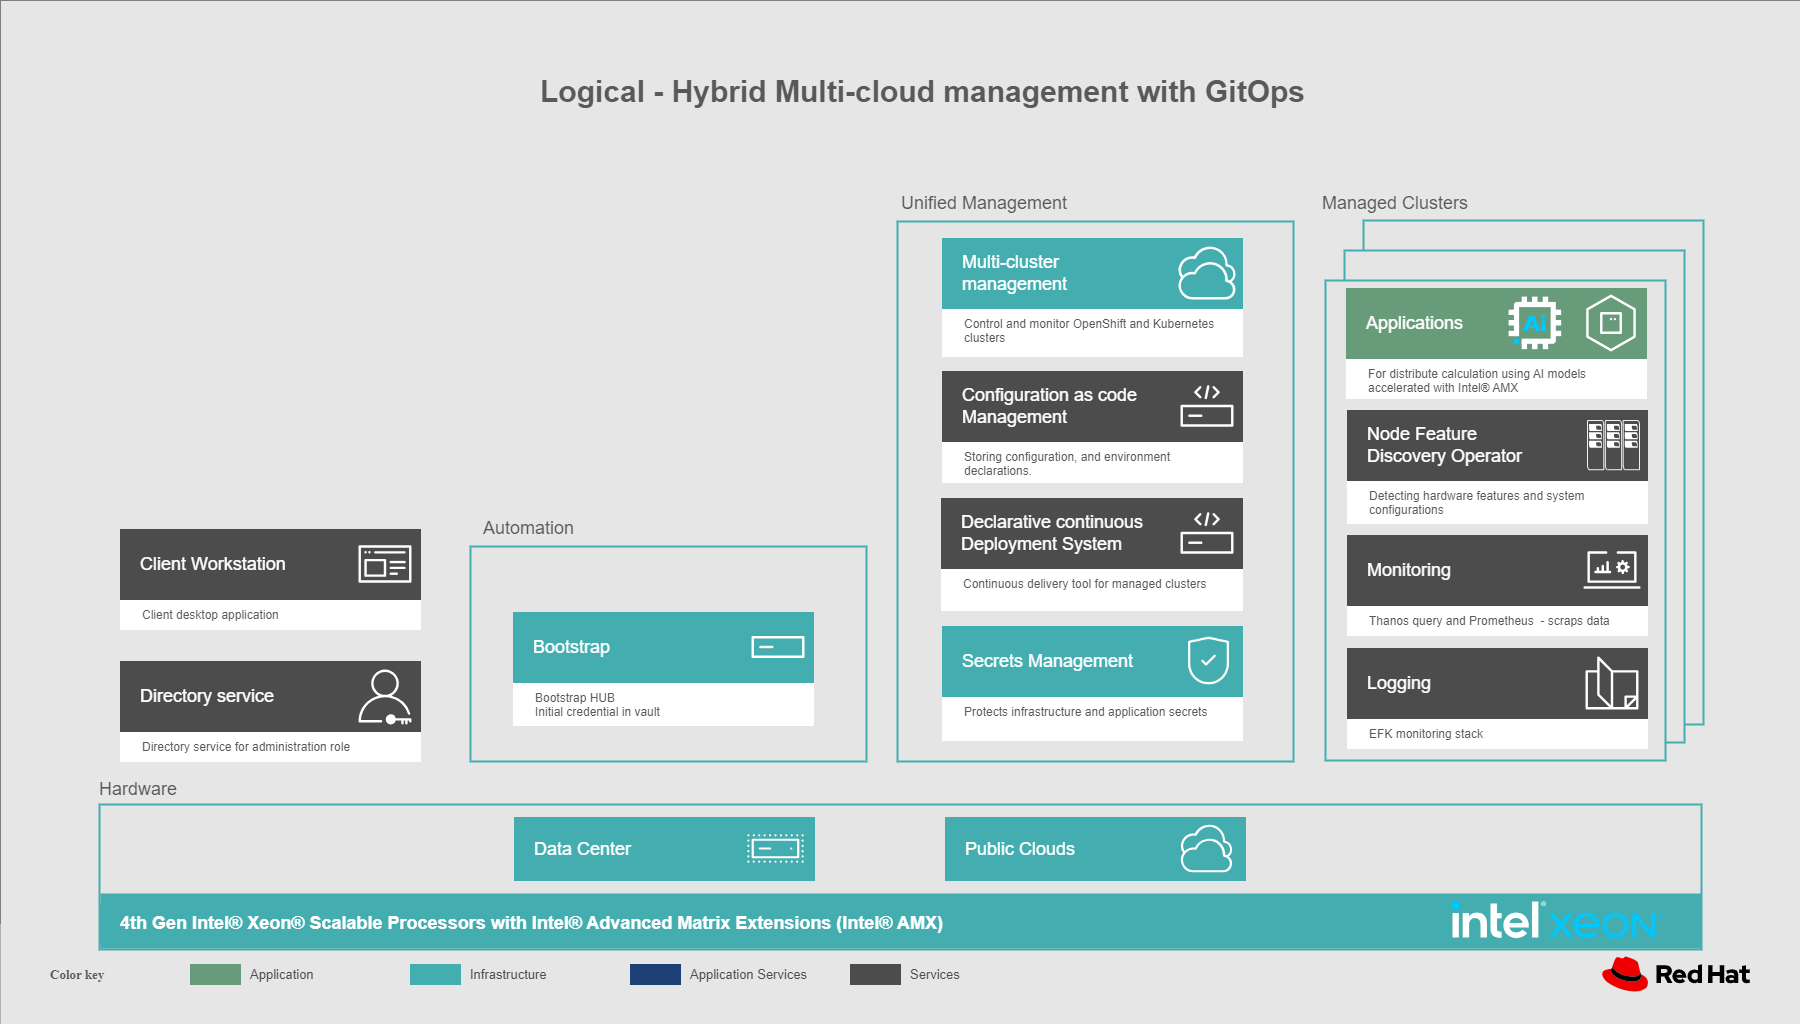 Logical - Hybrid Multi-cloud management with GitOps
Unified Management
Multi-cluster
management
Control and monitor OpenShift and Kubernetes
clusters
Configuration as code
Management
Storing configuration, and environment
declarations.
Declarative continuous
Deployment System
Continuous delivery tool for managed clusters
Secrets Management
Protects infrastructure and application secrets
Managed Clusters
Applications
Ai
For distribute calculation using AI models
accelerated with Intel® AMX
Node Feature
Discovery Operator
Detecting hardware features and system
configurations
Monitoring
Thanos query and Prometheus  - scraps data
Logging
EFK monitoring stack
Client Workstation
Client desktop application
Directory service
Directory service for administration role
Automation
Bootstrap
Bootstrap HUB
Initial credential in vault
Hardware
Data Center
Public Clouds
4th Gen Intel® Xeon® Scalable Processors with Intel® Advanced Matrix Extensions (Intel® AMX)
intel® xeon
Color key
Application
Infrastructure
Application Services
Services
Red Hat